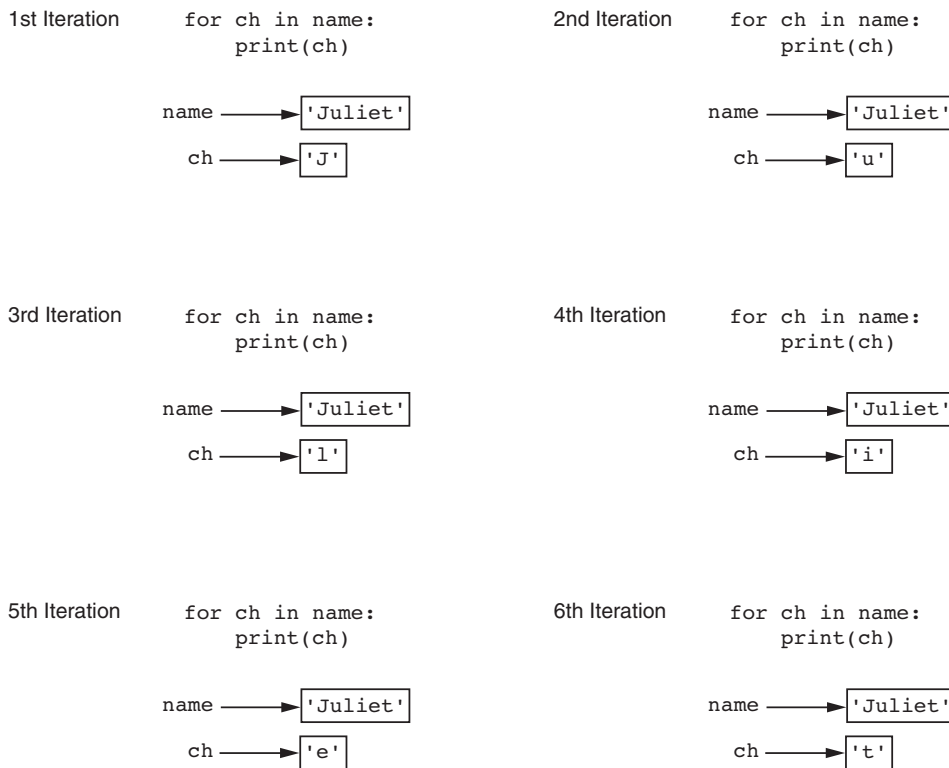 1st Iteration
for ch in name:
print(ch)
name 'Juliet'
ch 'J'
2nd Iteration
for ch in name:
print(ch)
name 'Juliet'
ch 'u'
3rd Iteration
for ch in name:
print(ch)
name 'Juliet'
ch 'l'
4th Iteration
for ch in name:
print(ch)
name 'Juliet'
ch 'i'
5th Iteration
for ch in name:
print(ch)
name 'Juliet'
ch 'e'
6th Iteration
for ch in name:
print(ch)
name 'Juliet'
ch 't'